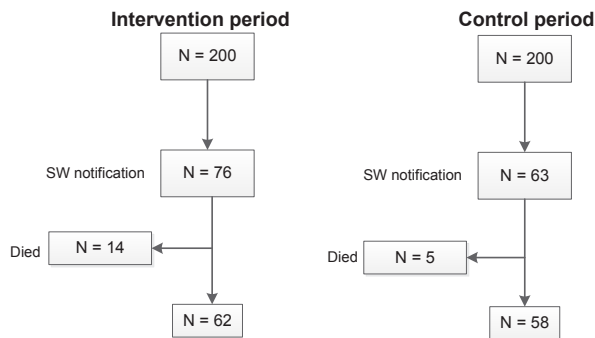 Intervention period
N = 200
SW notification
N = 76
Died
N = 14
N = 62
Control period
N = 200
SW notification
N = 63
Died
N = 5
N = 58